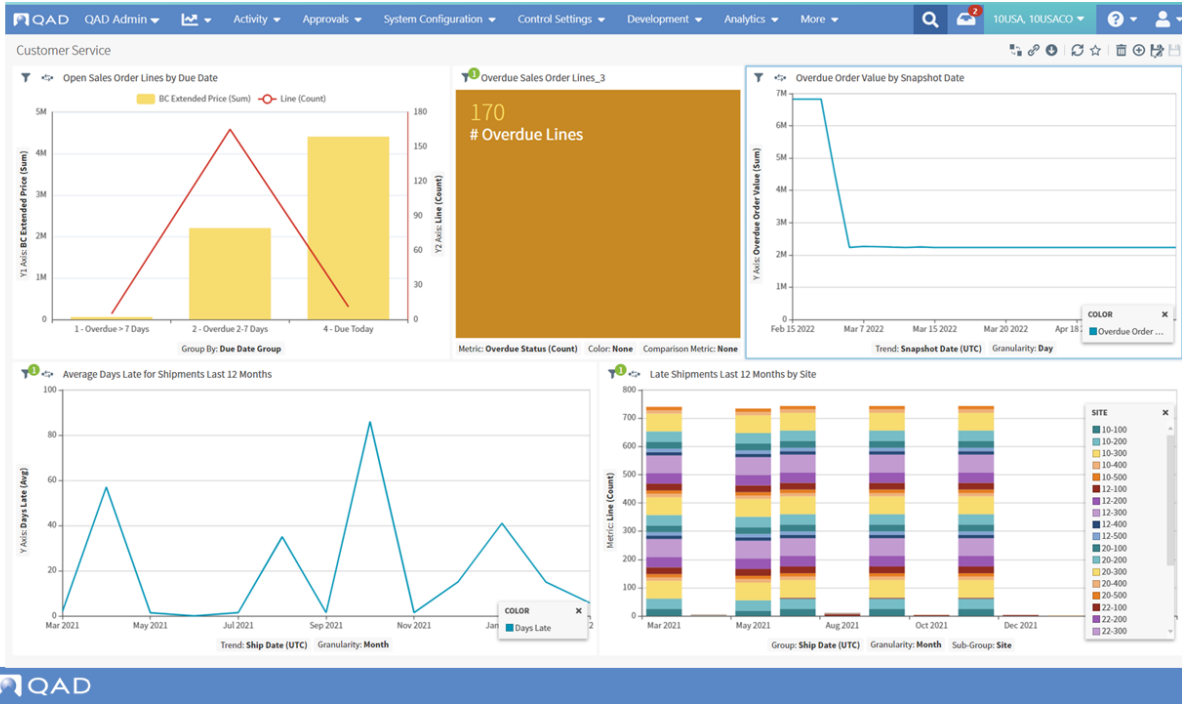 QAD QAD Admin Activity Approvals System Configuration Control Settings Development Analytics More 2 10USA, 10USACO ?
Customer Service
Open Sales Order Lines by Due Date
BC Extended Price (Sum) Line (Count)
Y1 Axis: BC Extended Price (Sum)
5M
4M
3M
2M
1M
0
180
150
120
90
60
30
0
Y2 Axis: Line (Count)
1 - Overdue > 7 Days 2 - Overdue 2-7 Days 4 - Due Today
Group By: Due Date Group
1 Overdue Sales Order Lines_3
170
# Overdue Lines
Metric: Overdue Status (Count) Color: None Comparison Metric: None
Overdue Order Value by Snapshot Date
Y Axis: Overdue Order Value (Sum)
7M
6M
5M
4M
3M
2M
1M
0
Feb 15 2022 Mar 7 2022 Mar 15 2022 Mar 20 2022 Apr 18
COLOR x
Overdue Order ...
Trend: Snapshot Date (UTC) Granularity: Day
1 Average Days Late for Shipments Last 12 Months
Y Axis: Days Late (Avg)
100
80
60
40
20
0
Mar 2021 May 2021 Jul 2021 Sep 2021 Nov 2021 Jan 2
COLOR x
Days Late
Trend: Ship Date (UTC) Granularity: Month
1 Late Shipments Last 12 Months by Site
Metric: Line (Count)
800
700
600
500
400
300
200
100
0
Mar 2021 May 2021 Aug 2021 Oct 2021 Dec 2021
SITE x
10-100
10-200
10-300
10-400
10-500
12-100
12-200
12-300
12-400
12-500
20-100
20-200
20-300
20-400
20-500
22-100
22-200
22-300
Group: Ship Date (UTC) Granularity: Month Sub-Group: Site
QAD